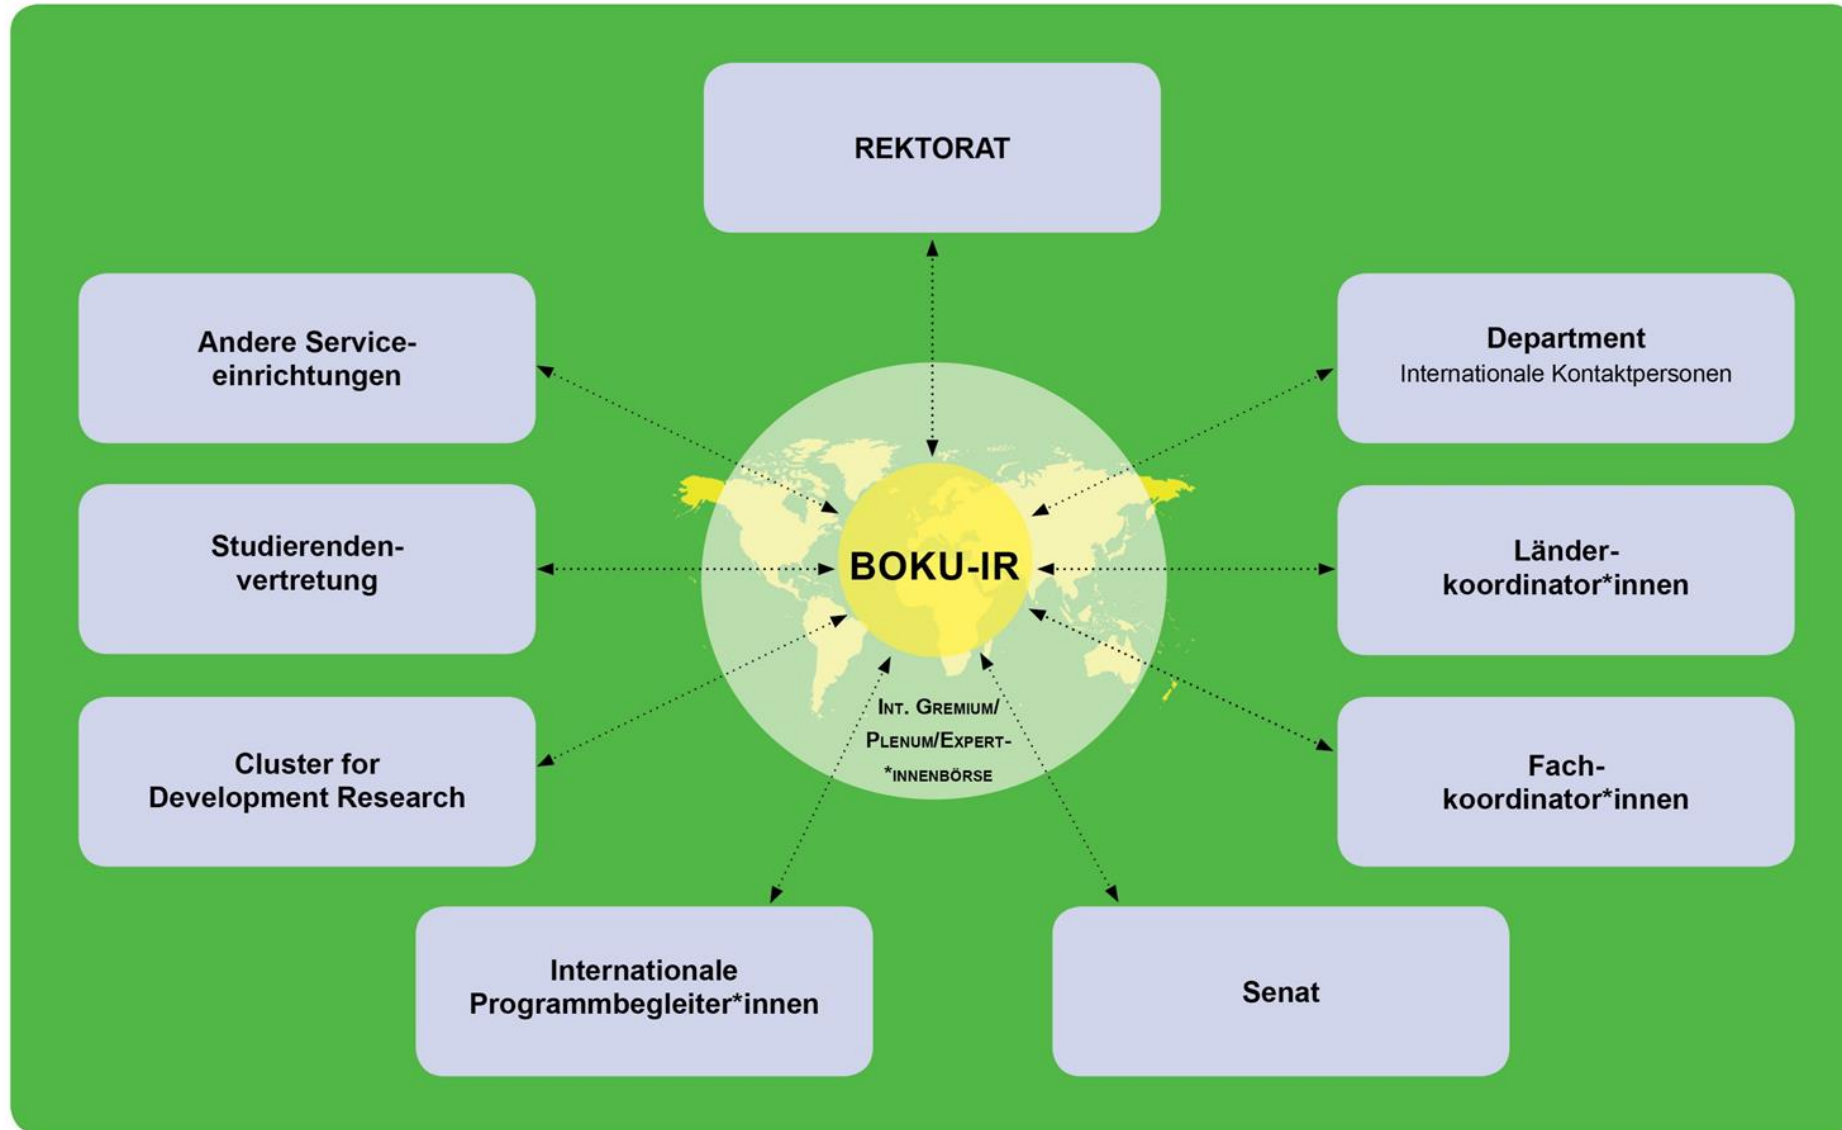 REKTORAT
Andere Service-
einrichtungen
Department
Internationale Kontaktpersonen
Studierenden-
vertretung
BOKU-IR
Länder-
koordinator*innen
Int. Gremium/
Plenum/Expert-
*innenbörse
Cluster for
Development Research
Fach-
koordinator*innen
Internationale
Programmbegleiter*innen
Senat